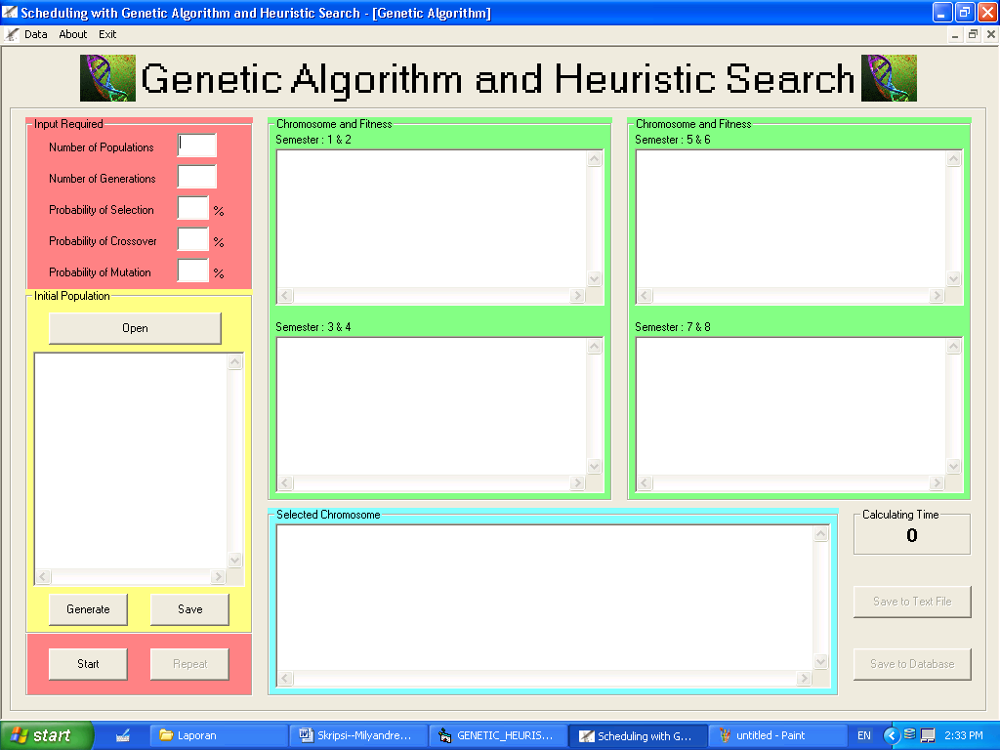 Scheduling with Genetic Algorithm and Heuristic Search - [Genetic Algorithm]
Data About Exit
Genetic Algorithm and Heuristic Search
Input Required
Number of Populations
Number of Generations
Probability of Selection %
Probability of Crossover %
Probability of Mutation %
Initial Population
Open
Generate Save
Start Repeat
Chromosome and Fitness
Semester : 1 & 2
Semester : 3 & 4
Chromosome and Fitness
Semester : 5 & 6
Semester : 7 & 8
Selected Chromosome
Calculating Time
0
Save to Text File
Save to Database
start Laporan Skripsi--Milyandre... GENETIC_HEURIS... Scheduling with G... untitled - Paint EN 2:33 PM